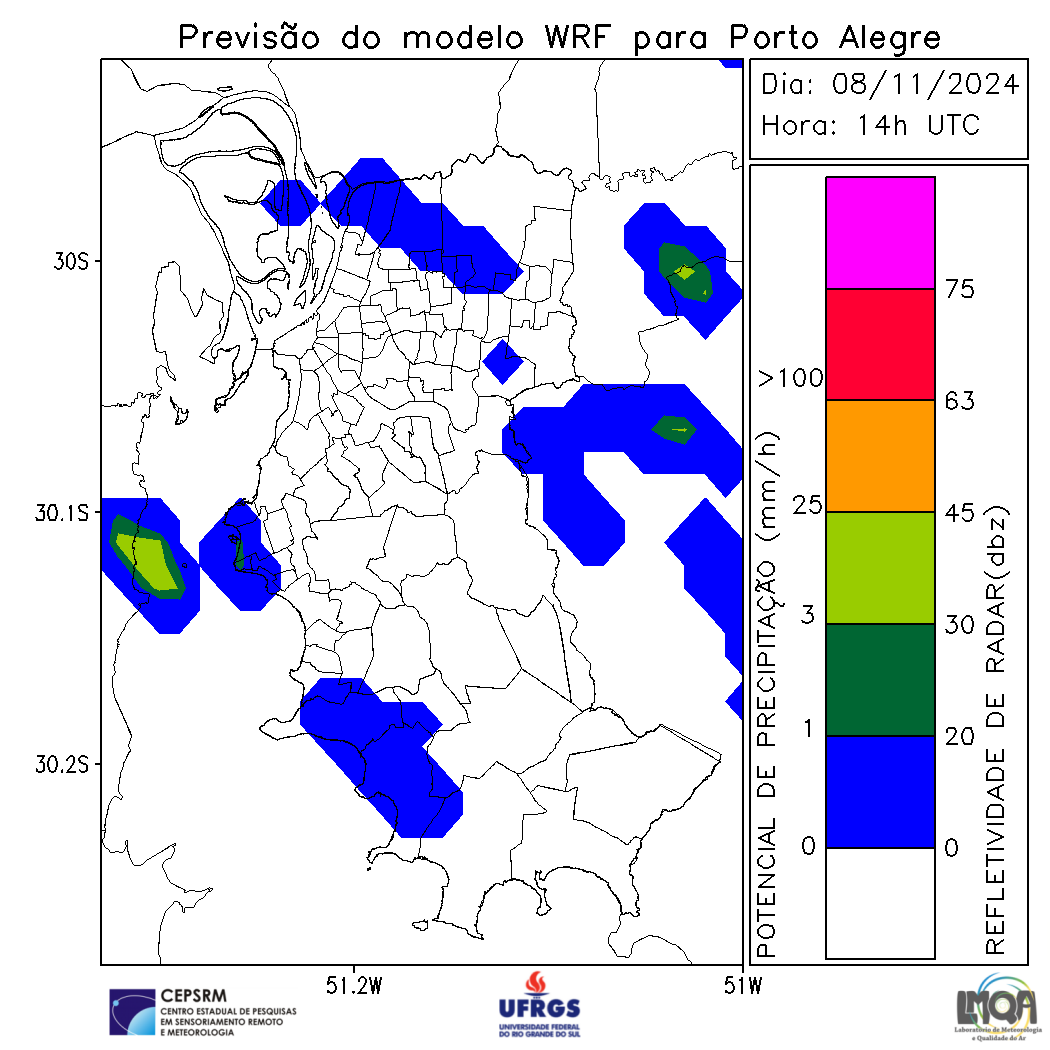 Previsão do modelo WRF para Porto Alegre
Dia: 08/11/2024
Hora: 14h UTC
30S
30.1S
30.2S
51.2W
51W
POTENCIAL DE PRECIPITAÇÃO (mm/h)
>100
25
3
1
0
75
63
45
30
20
0
REFLETIVIDADE DE RADAR(dbz)
CEPSRM
CENTRO ESTADUAL DE PESQUISAS
EM SENSORIAMENTO REMOTO
E METEOROLOGIA
UFRGS
UNIVERSIDADE FEDERAL
DO RIO GRANDE DO SUL
LMQA
Laboratório de Meteorologia
e Qualidade do Ar